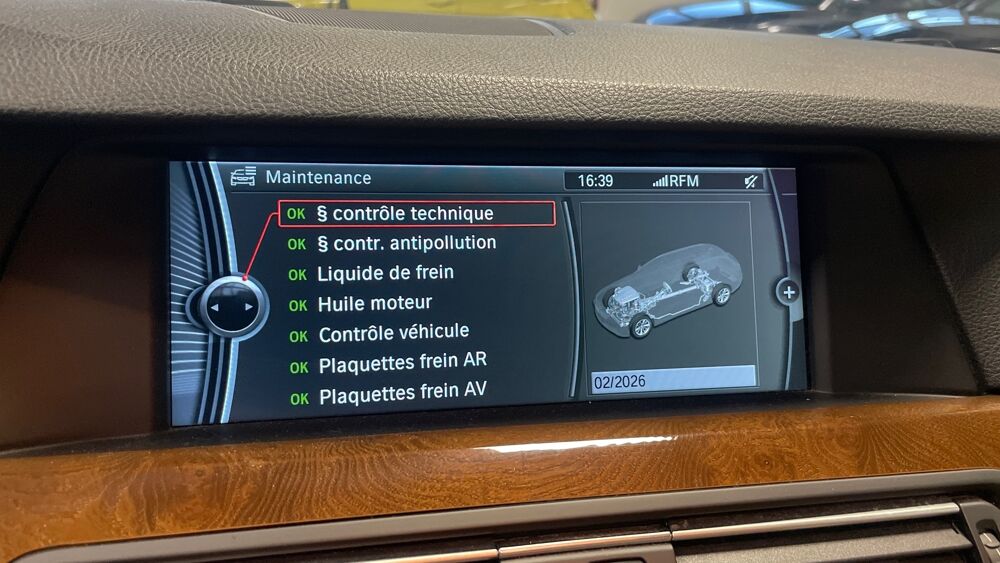 Maintenance
16:39 RFM
OK § contrôle technique
OK § contr. antipollution
OK Liquide de frein
OK Huile moteur
OK Contrôle véhicule
OK Plaquettes frein AR
OK Plaquettes frein AV
02/2026